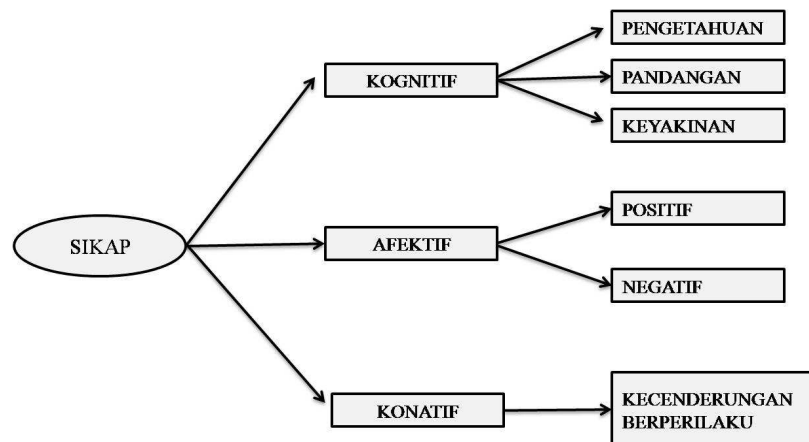 SIKAP
KOGNITIF
PENGETAHUAN
PANDANGAN
KEYAKINAN
AFEKTIF
POSITIF
NEGATIF
KONATIF
KECENDERUNGAN
BERPERILAKU